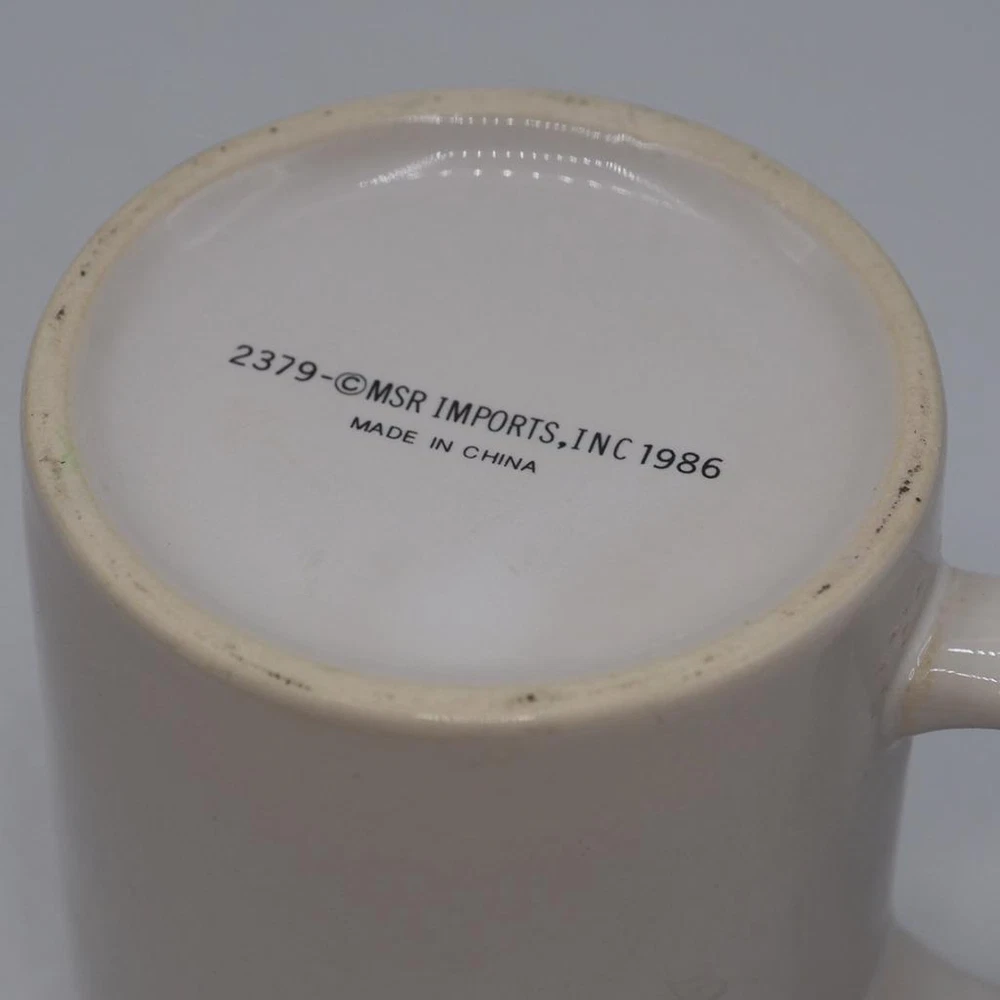 2379-©MSR IMPORTS,INC 1986
MADE IN CHINA